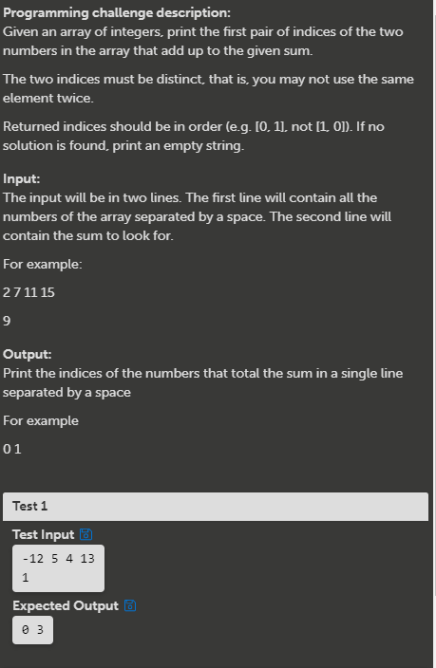 Programming challenge description:
Given an array of integers, print the first pair of indices of the two
numbers in the array that add up to the given sum.
The two indices must be distinct, that is, you may not use the same
element twice.
Returned indices should be in order (e.g. [0, 1], not [1, 0]). If no
solution is found, print an empty string.
Input:
The input will be in two lines. The first line will contain all the
numbers of the array separated by a space. The second line will
contain the sum to look for.
For example:
2 7 11 15
9
Output:
Print the indices of the numbers that total the sum in a single line
separated by a space
For example
0 1
Test 1
Test Input
-12 5 4 13
1
Expected Output
0 3